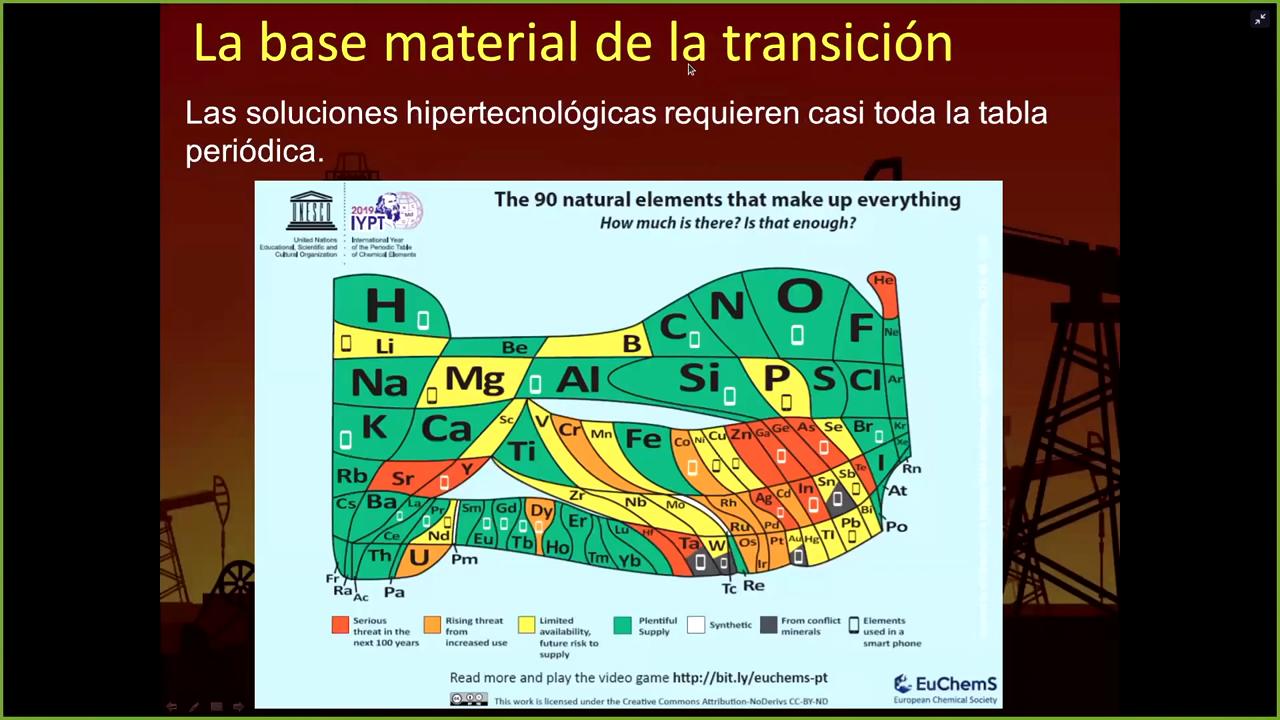 La base material de la transición
Las soluciones hipertecnológicas requieren casi toda la tabla
periódica.
UNESCO
United Nations
Educational, Scientific and
Cultural Organization
2019
IYPT
International Year
of the Periodic Table
of Chemical Elements
The 90 natural elements that make up everything
How much is there? Is that enough?
H
He
Li Be B C N O F Ne
Na Mg Al Si P S Cl Ar
K Ca Sc Ti V Cr Mn Fe Co Ni Cu Zn Ga Ge As Se Br Kr
Rb Sr Y Zr Nb Mo Rh Ag Cd In Sn Sb Te I Xe
Ru Pd
Cs Ba La Ce Pr Nd Sm Eu Gd Tb Dy Ho Er Tm Yb Lu Hf Ta W Os Ir Pt Au Hg Tl Pb Bi
Th U
Rn
At
Po
Pm
Tc Re
Fr
Ra
Ac
Pa
Serious
threat in the
next 100 years
Rising threat
from
increased use
Limited
availability,
future risk to
supply
Plentiful
Supply
Synthetic
From conflict
minerals
Elements
used in a
smart phone
Read more and play the video game http://bit.ly/euchems-pt
This work is licensed under the Creative Commons Attribution-NoDerivs CC-BY-ND
EuChemS
European Chemical Society